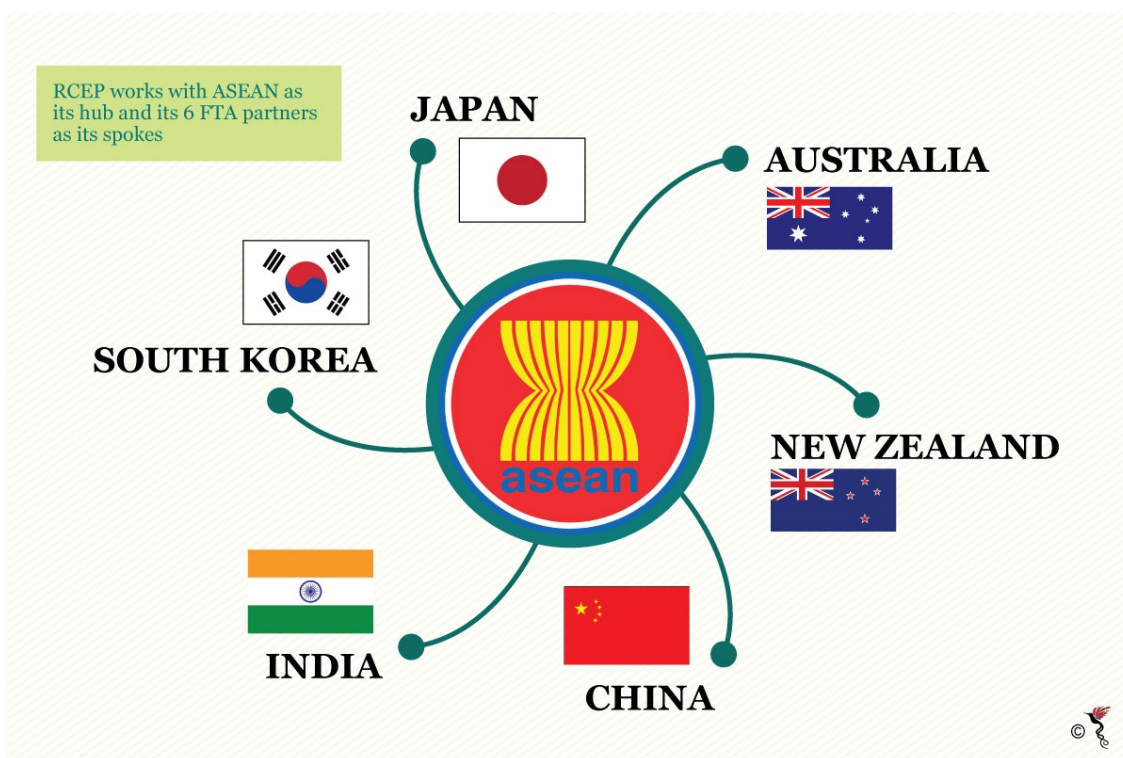 RCEP works with ASEAN as
its hub and its 6 FTA partners
as its spokes
JAPAN
AUSTRALIA
SOUTH KOREA
asean
NEW ZEALAND
INDIA
CHINA
©